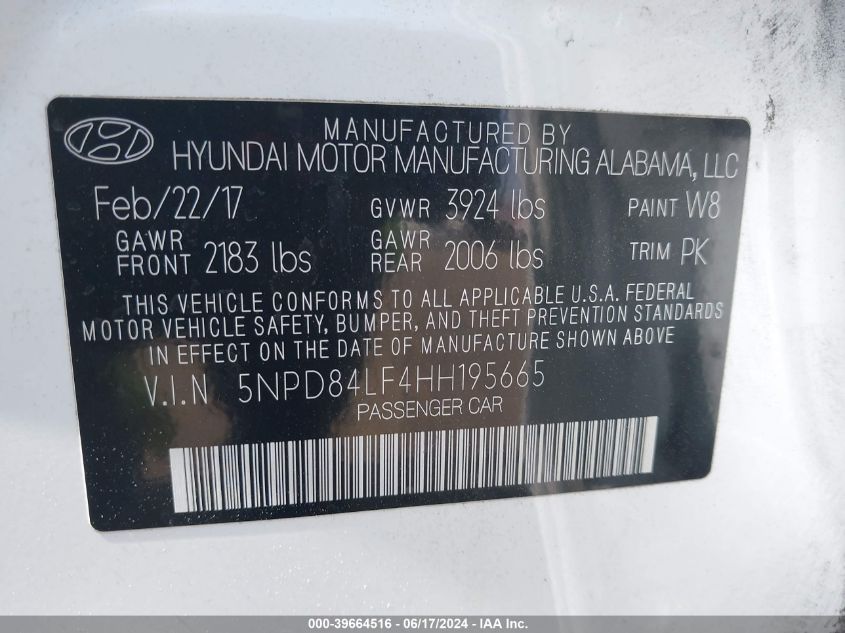 MANUFACTURED BY
HYUNDAI MOTOR MANUFACTURING ALABAMA, LLC
Feb/22/17 GVWR 3924 lbs PAINT W8
GAWR FRONT 2183 lbs GAWR REAR 2006 lbs TRIM PK
THIS VEHICLE CONFORMS TO ALL APPLICABLE U.S.A. FEDERAL
MOTOR VEHICLE SAFETY, BUMPER, AND THEFT PREVENTION STANDARDS
IN EFFECT ON THE DATE OF MANUFACTURE SHOWN ABOVE
V.I.N 5NPD84LF4HH195665
PASSENGER CAR
000-39664516 - 06/17/2024 - IAAI, INC.